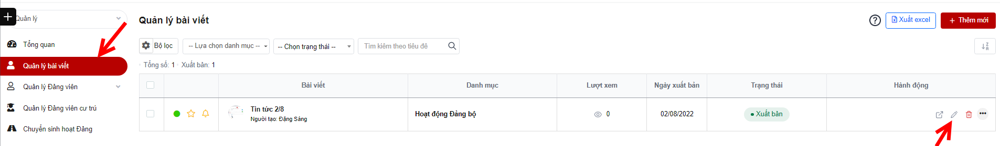 Quản lý
Tổng quan
Quản lý bài viết
Quản lý Đảng viên
Quản lý Đảng viên cư trú
Chuyển sinh hoạt Đảng
Quản lý bài viết
? Xuất excel + Thêm mới
Bộ lọc -- Lựa chọn danh mục -- -- Chọn trạng thái -- Tìm kiếm theo tiêu đề
Tổng số: 1 Xuất bản: 1
Bài viết Danh mục Lượt xem Ngày xuất bản Trạng thái Hành động
Tin tức 2/8
Người tạo: Đặng Sáng
Hoạt động Đảng bộ 0 02/08/2022 Xuất bản